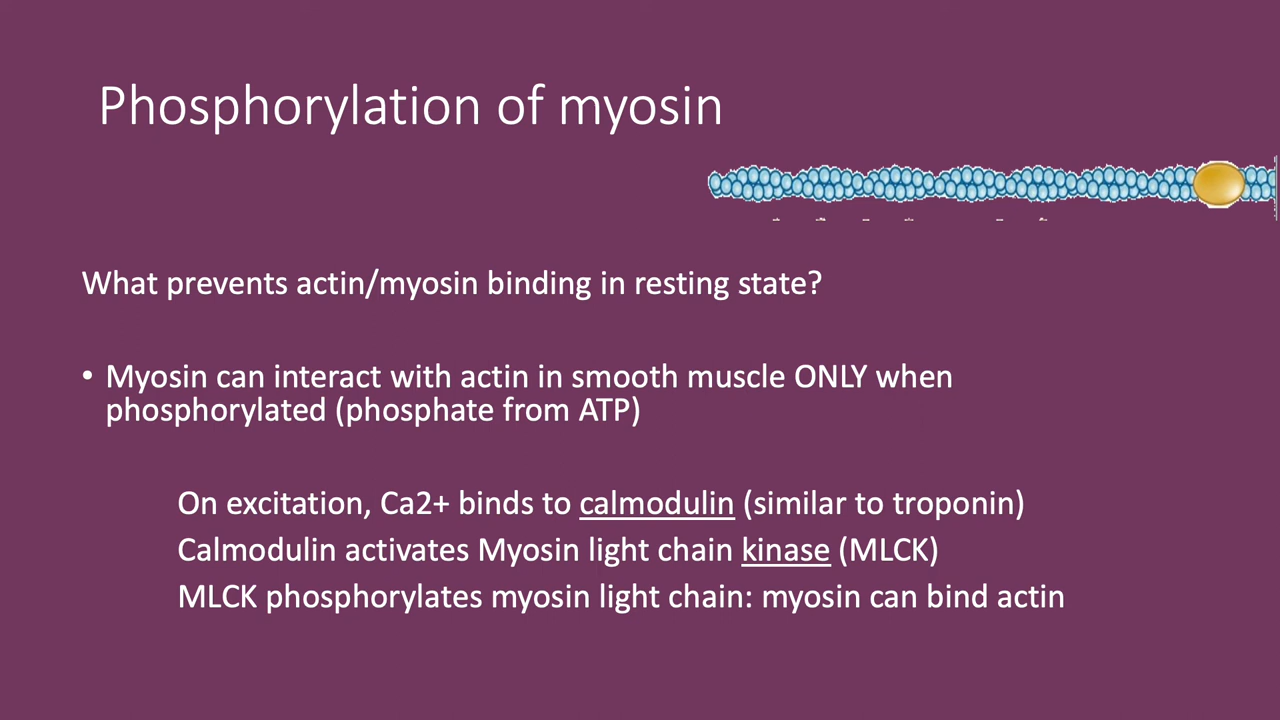 Phosphorylation of myosin
What prevents actin/myosin binding in resting state?
• Myosin can interact with actin in smooth muscle ONLY when
phosphorylated (phosphate from ATP)
On excitation, Ca2+ binds to calmodulin (similar to troponin)
Calmodulin activates Myosin light chain kinase (MLCK)
MLCK phosphorylates myosin light chain: myosin can bind actin